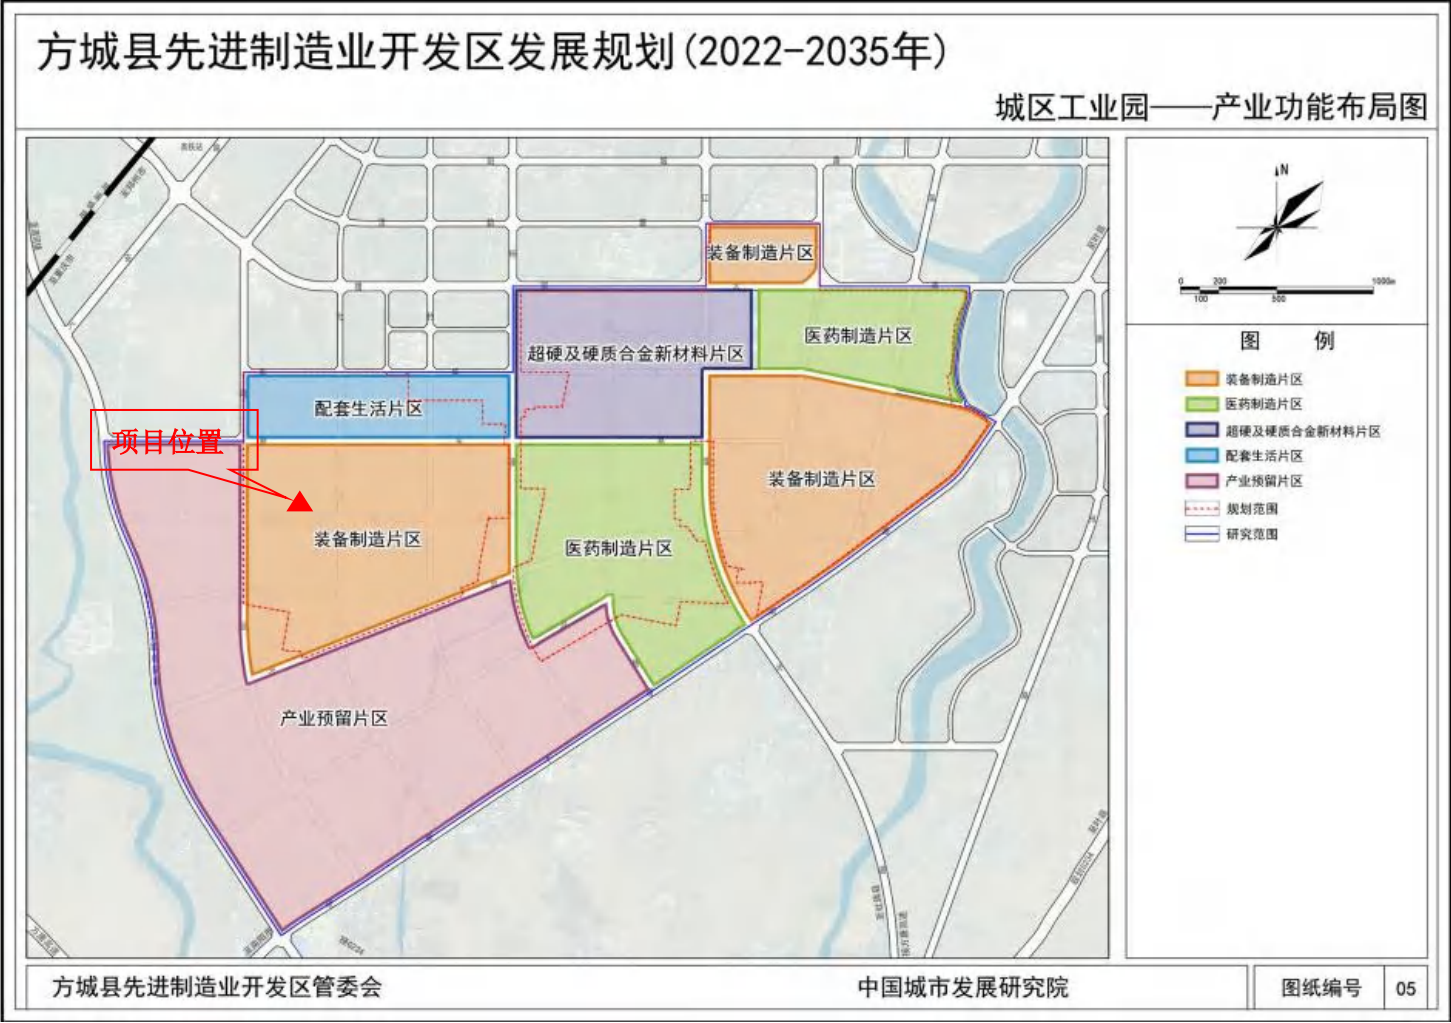 方城县先进制造业开发区发展规划(2022-2035年)
城区工业园——产业功能布局图
装备制造片区
医药制造片区
超硬及硬质合金新材料片区
配套生活片区
项目位置
装备制造片区
装备制造片区
医药制造片区
产业预留片区
N
0 200 1000m
100 500
图 例
装备制造片区
医药制造片区
超硬及硬质合金新材料片区
配套生活片区
产业预留片区
规划范围
研究范围
方城县先进制造业开发区管委会
中国城市发展研究院
图纸编号 05